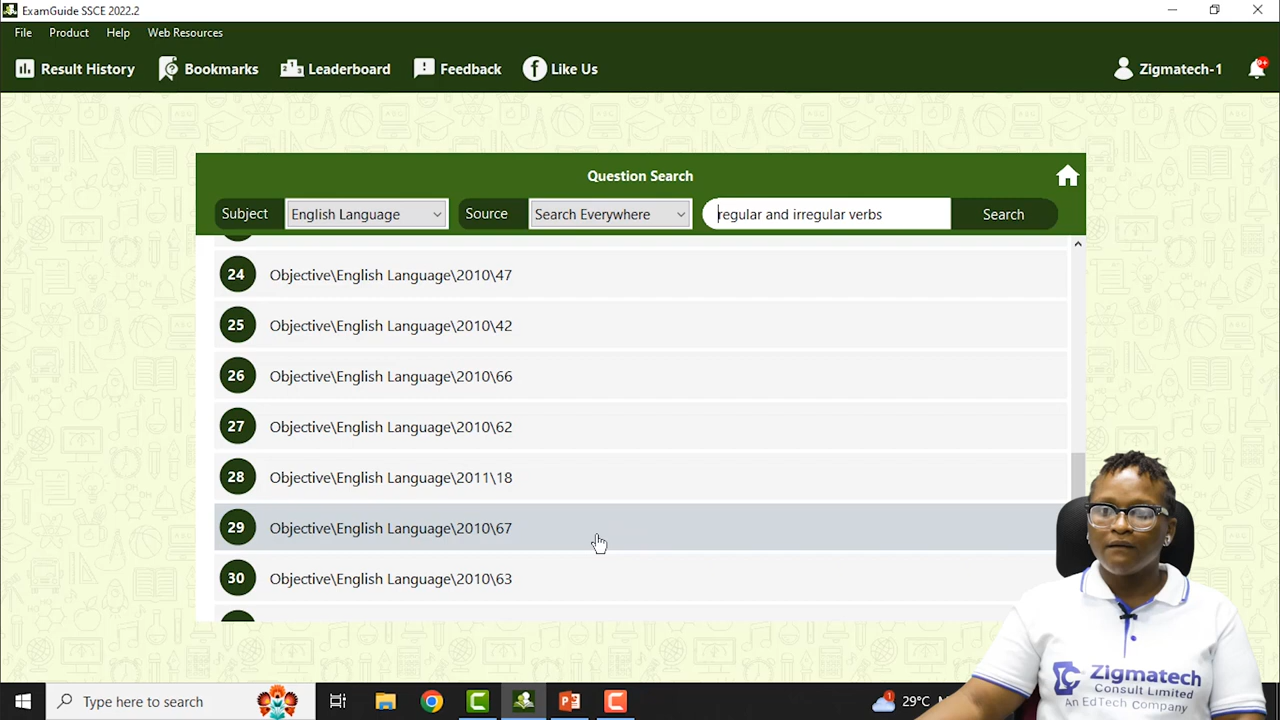 ExamGuide SSCE 2022.2
File Product Help Web Resources
Result History Bookmarks Leaderboard Feedback Like Us Zigmatech-1 9+
Question Search
Subject English Language Source Search Everywhere regular and irregular verbs Search
24 Objective\English Language\2010\47
25 Objective\English Language\2010\42
26 Objective\English Language\2010\66
27 Objective\English Language\2010\62
28 Objective\English Language\2011\18
29 Objective\English Language\2010\67
30 Objective\English Language\2010\63
Zigmatech
Consult Limited
An EdTech Company
Type here to search 1 29°C